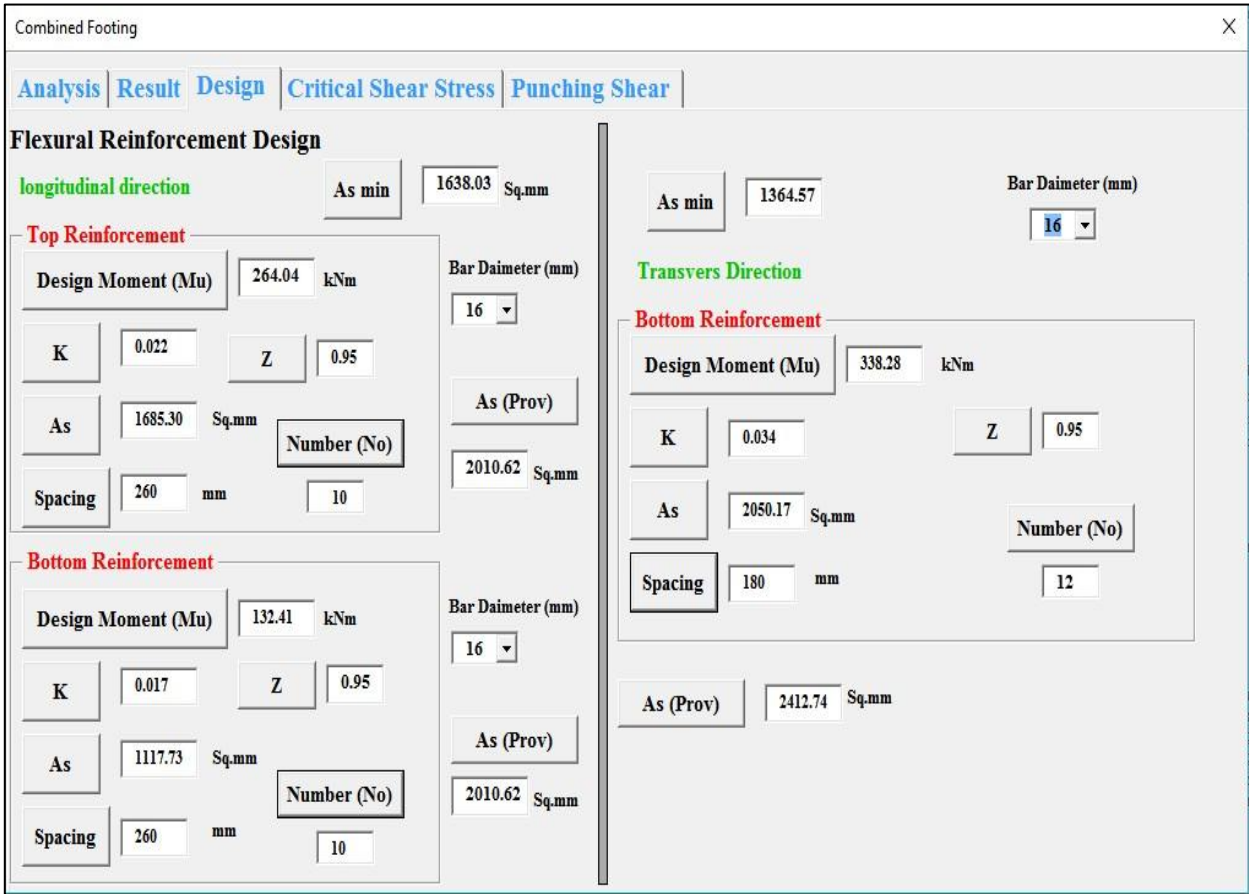 Combined Footing X
Analysis Result Design Critical Shear Stress Punching Shear
Flexural Reinforcement Design
longitudinal direction As min 1638.03 Sq.mm
Top Reinforcement
Design Moment (Mu) 264.04 kNm
K 0.022 Z 0.95
As 1685.30 Sq.mm
Number (No)
Spacing 260 mm 10
Bar Daimeter (mm)
16
As (Prov)
2010.62 Sq.mm
Bottom Reinforcement
Design Moment (Mu) 132.41 kNm
K 0.017 Z 0.95
As 1117.73 Sq.mm
Number (No)
Spacing 260 mm 10
Bar Daimeter (mm)
16
As (Prov)
2010.62 Sq.mm
As min 1364.57
Bar Daimeter (mm)
16
Transvers Direction
Bottom Reinforcement
Design Moment (Mu) 338.28 kNm
K 0.034 Z 0.95
As 2050.17 Sq.mm
Number (No)
Spacing 180 mm 12
As (Prov) 2412.74 Sq.mm